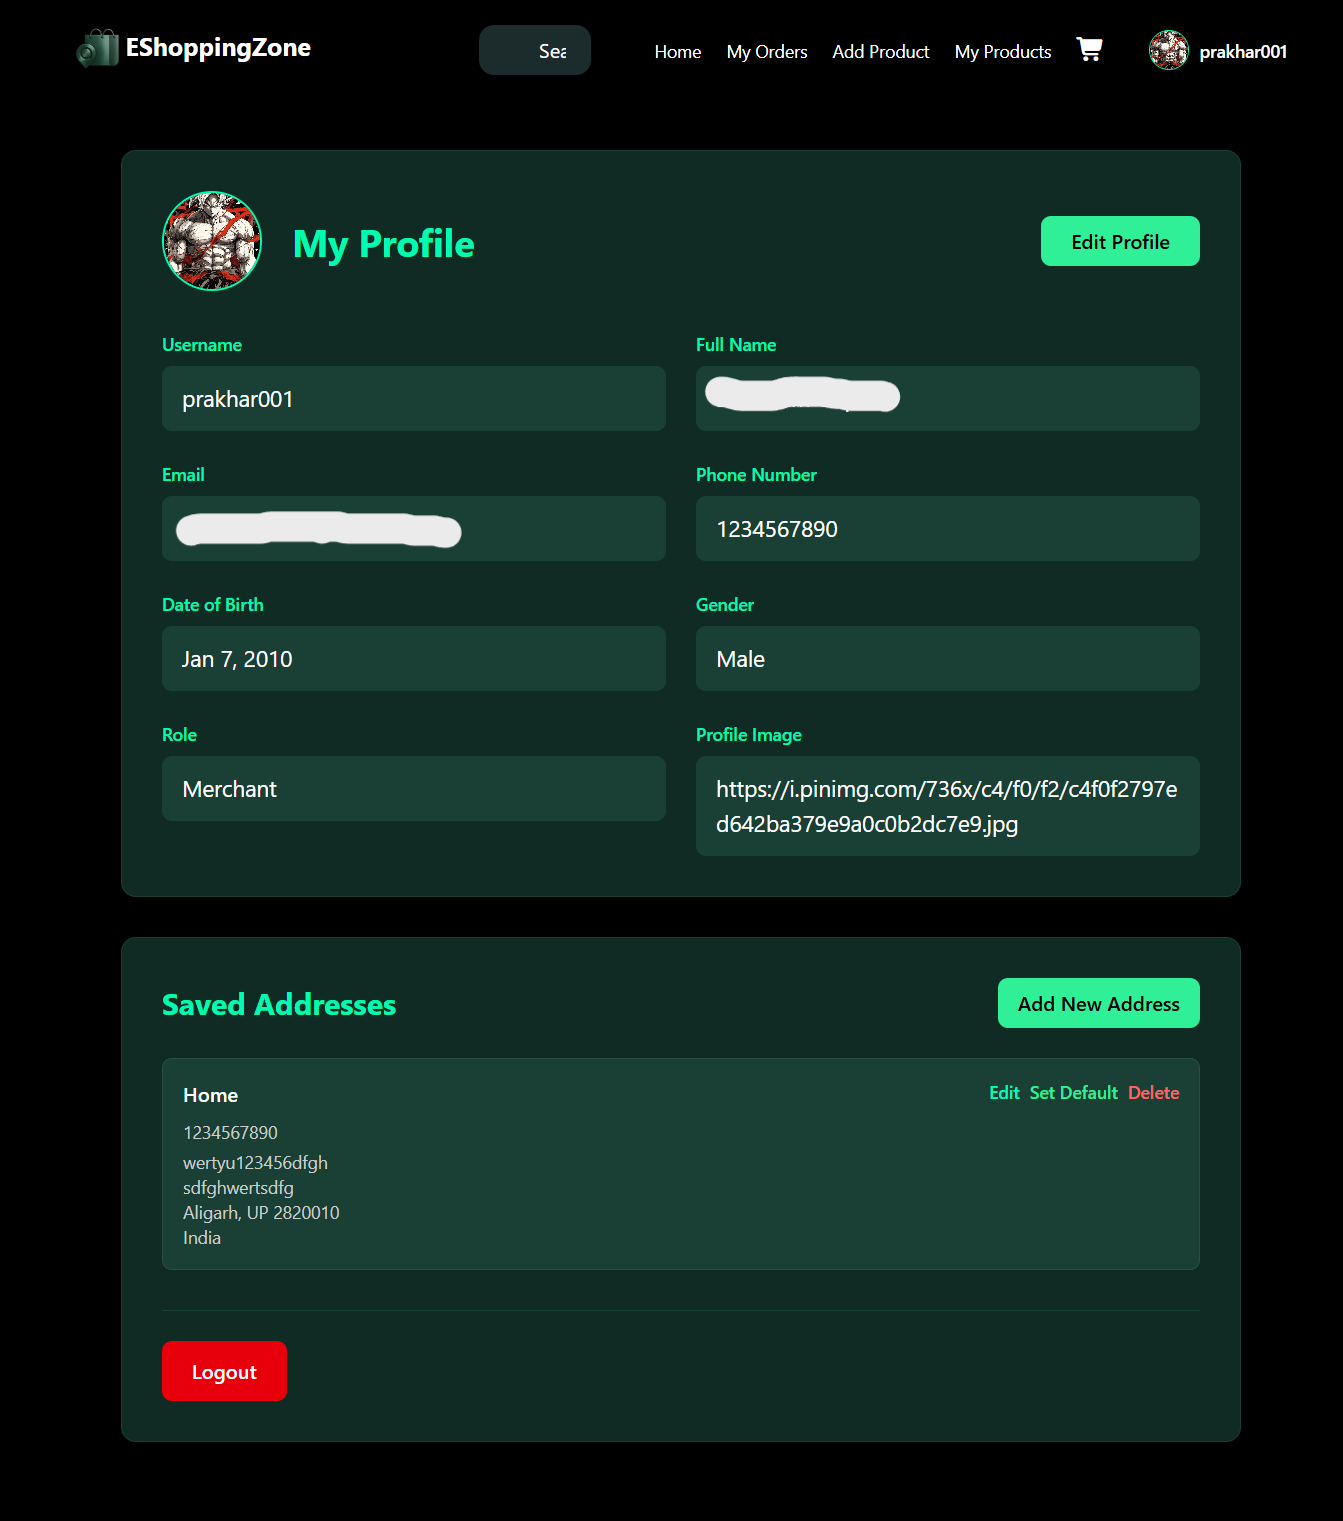 EShoppingZone
Sea
Home
My Orders
Add Product
My Products
prakhar001
My Profile
Edit Profile
Username
Full Name
prakhar001
Email
Phone Number
1234567890
Date of Birth
Gender
Jan 7, 2010
Male
Role
Profile Image
Merchant
https://i.pinimg.com/736x/c4/f0/f2/c4f0f2797e
d642ba379e9a0c0b2dc7e9.jpg
Saved Addresses
Add New Address
Home
Edit Set Default Delete
1234567890
wertyu123456dfgh
sdfghwertsdfg
Aligarh, UP 2820010
India
Logout